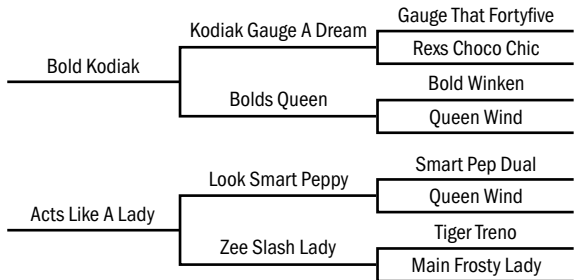 Gauge That Fortyfive
Kodiak Gauge A Dream
Rexs Choco Chic
Bold Kodiak
Bold Winken
Bolds Queen
Queen Wind
Smart Pep Dual
Look Smart Peppy
Queen Wind
Acts Like A Lady
Tiger Treno
Zee Slash Lady
Main Frosty Lady